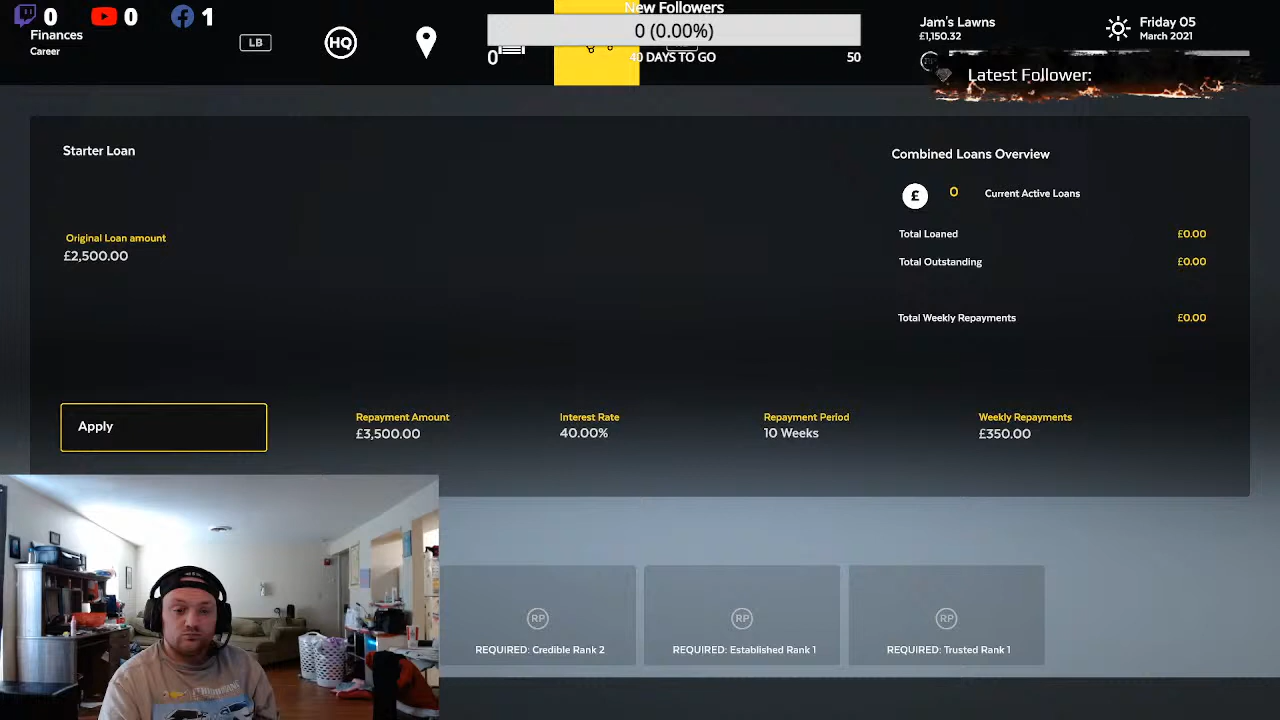 0
0
1
Finances
Career
LB
HQ
New Followers
0 (0.00%)
0
40 DAYS TO GO
50
Jam's Lawns
£1,150.32
Friday 05
March 2021
Latest Follower:
Starter Loan
Original Loan amount
£2,500.00
Combined Loans Overview
£
0
Current Active Loans
Total Loaned
£0.00
Total Outstanding
£0.00
Total Weekly Repayments
£0.00
Apply
Repayment Amount
£3,500.00
Interest Rate
40.00%
Repayment Period
10 Weeks
Weekly Repayments
£350.00
RP
REQUIRED: Credible Rank 2
RP
REQUIRED: Established Rank 1
RP
REQUIRED: Trusted Rank 1